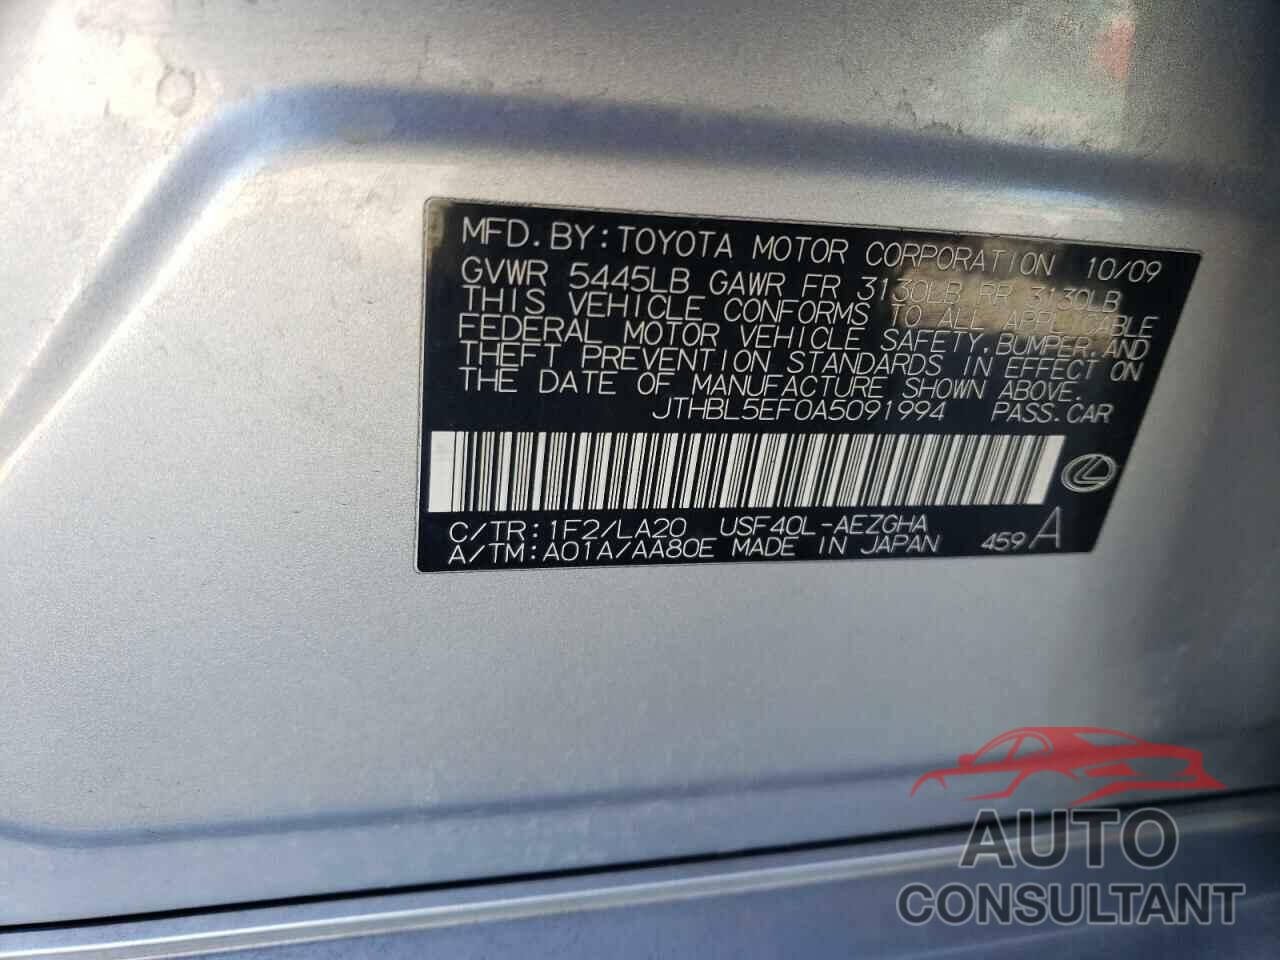 MFD.BY:TOYOTA MOTOR CORPORATION 10/09
GVWR 5445LB GAWR FR 3130LB RR 3130LB
THIS VEHICLE CONFORMS TO ALL APPLICABLE
FEDERAL MOTOR VEHICLE SAFETY,BUMPER,AND
THEFT PREVENTION STANDARDS IN EFFECT ON
THE DATE OF MANUFACTURE SHOWN ABOVE.
JTHBL5EF0A5091994 PASS.CAR
C/TR:1F2/LA20 USF40L-AEZGHA
A/TM:A01A/AA80E MADE IN JAPAN 459 A
AUTO
CONSULTANT